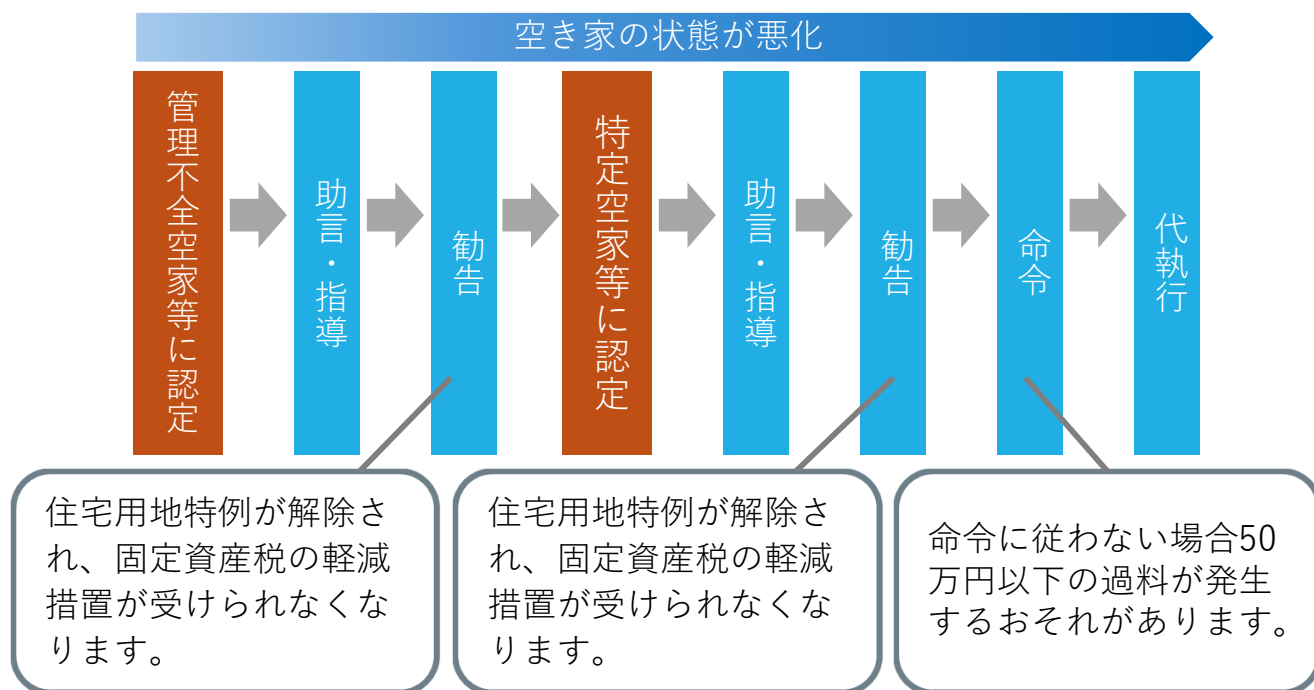 空き家の状態が悪化
管理不全空家等に認定
助言・指導
勧告
特定空家等に認定
助言・指導
勧告
命令
代執行
住宅用地特例が解除さ
れ、固定資産税の軽減
措置が受けられなくな
ります。
住宅用地特例が解除さ
れ、固定資産税の軽減
措置が受けられなくな
ります。
命令に従わない場合50
万円以下の過料が発生
するおそれがあります。